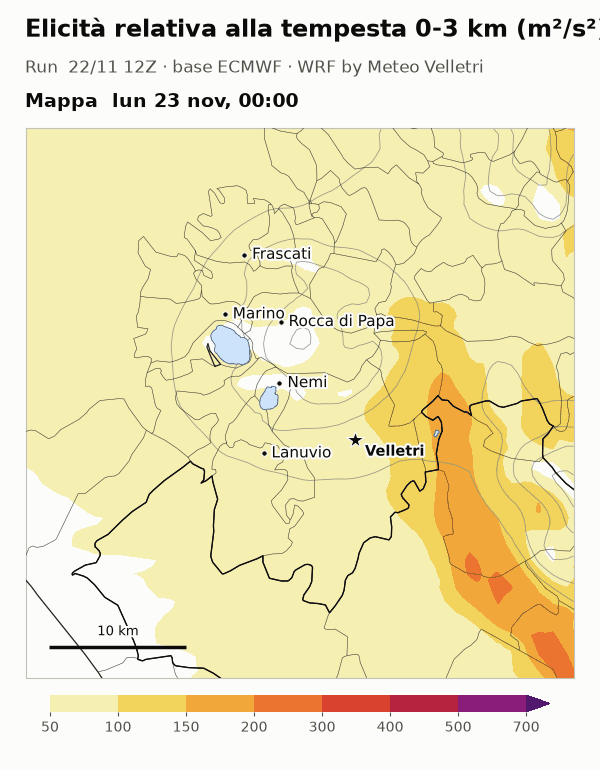 Elicità relativa alla tempesta 0-3 km (m²/s²)
Run 22/11 12Z · base ECMWF · WRF by Meteo Velletri
Mappa lun 23 nov, 00:00
Frascati
Marino
Rocca di Papa
Nemi
Velletri
Lanuvio
10 km
50 100 150 200 300 400 500 700